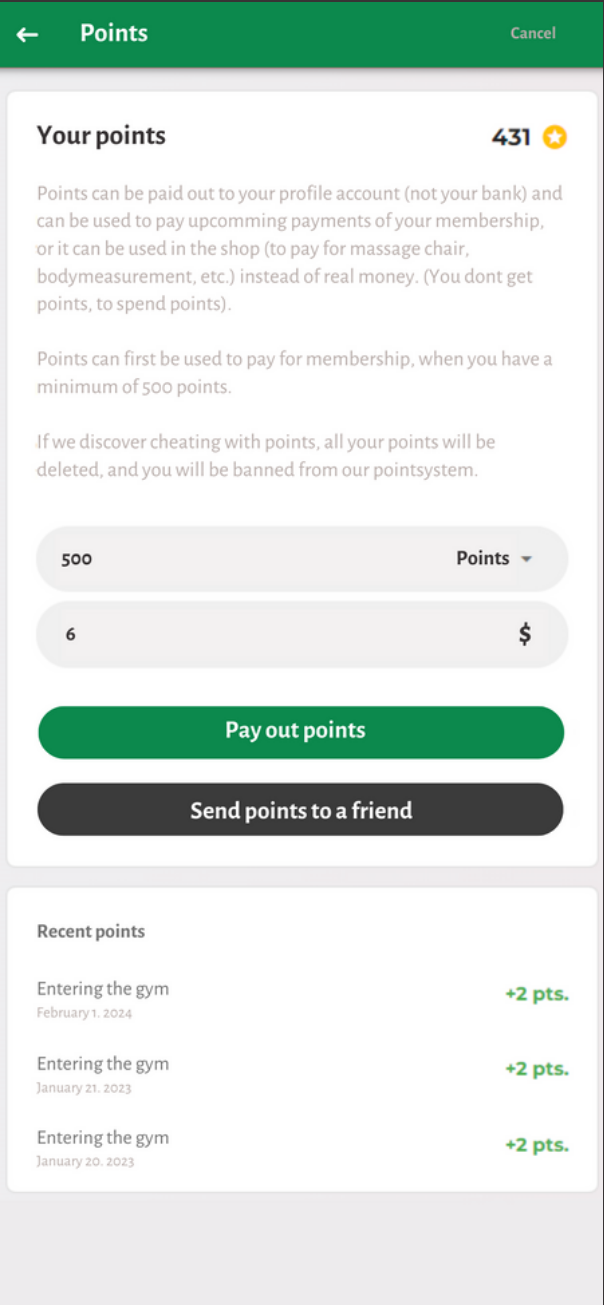 Points
Cancel
Your points
431
Points can be paid out to your profile account (not your bank) and
can be used to pay upcomming payments of your membership,
or it can be used in the shop (to pay for massage chair,
bodymeasurement, etc.) instead of real money. (You dont get
points, to spend points).
Points can first be used to pay for membership, when you have a
minimum of 500 points.
If we discover cheating with points, all your points will be
deleted, and you will be banned from our pointsystem.
500 Points
6 $
Pay out points
Send points to a friend
Recent points
Entering the gym
+2 pts.
February 1. 2024
Entering the gym
+2 pts.
January 21. 2023
Entering the gym
+2 pts.
January 20. 2023